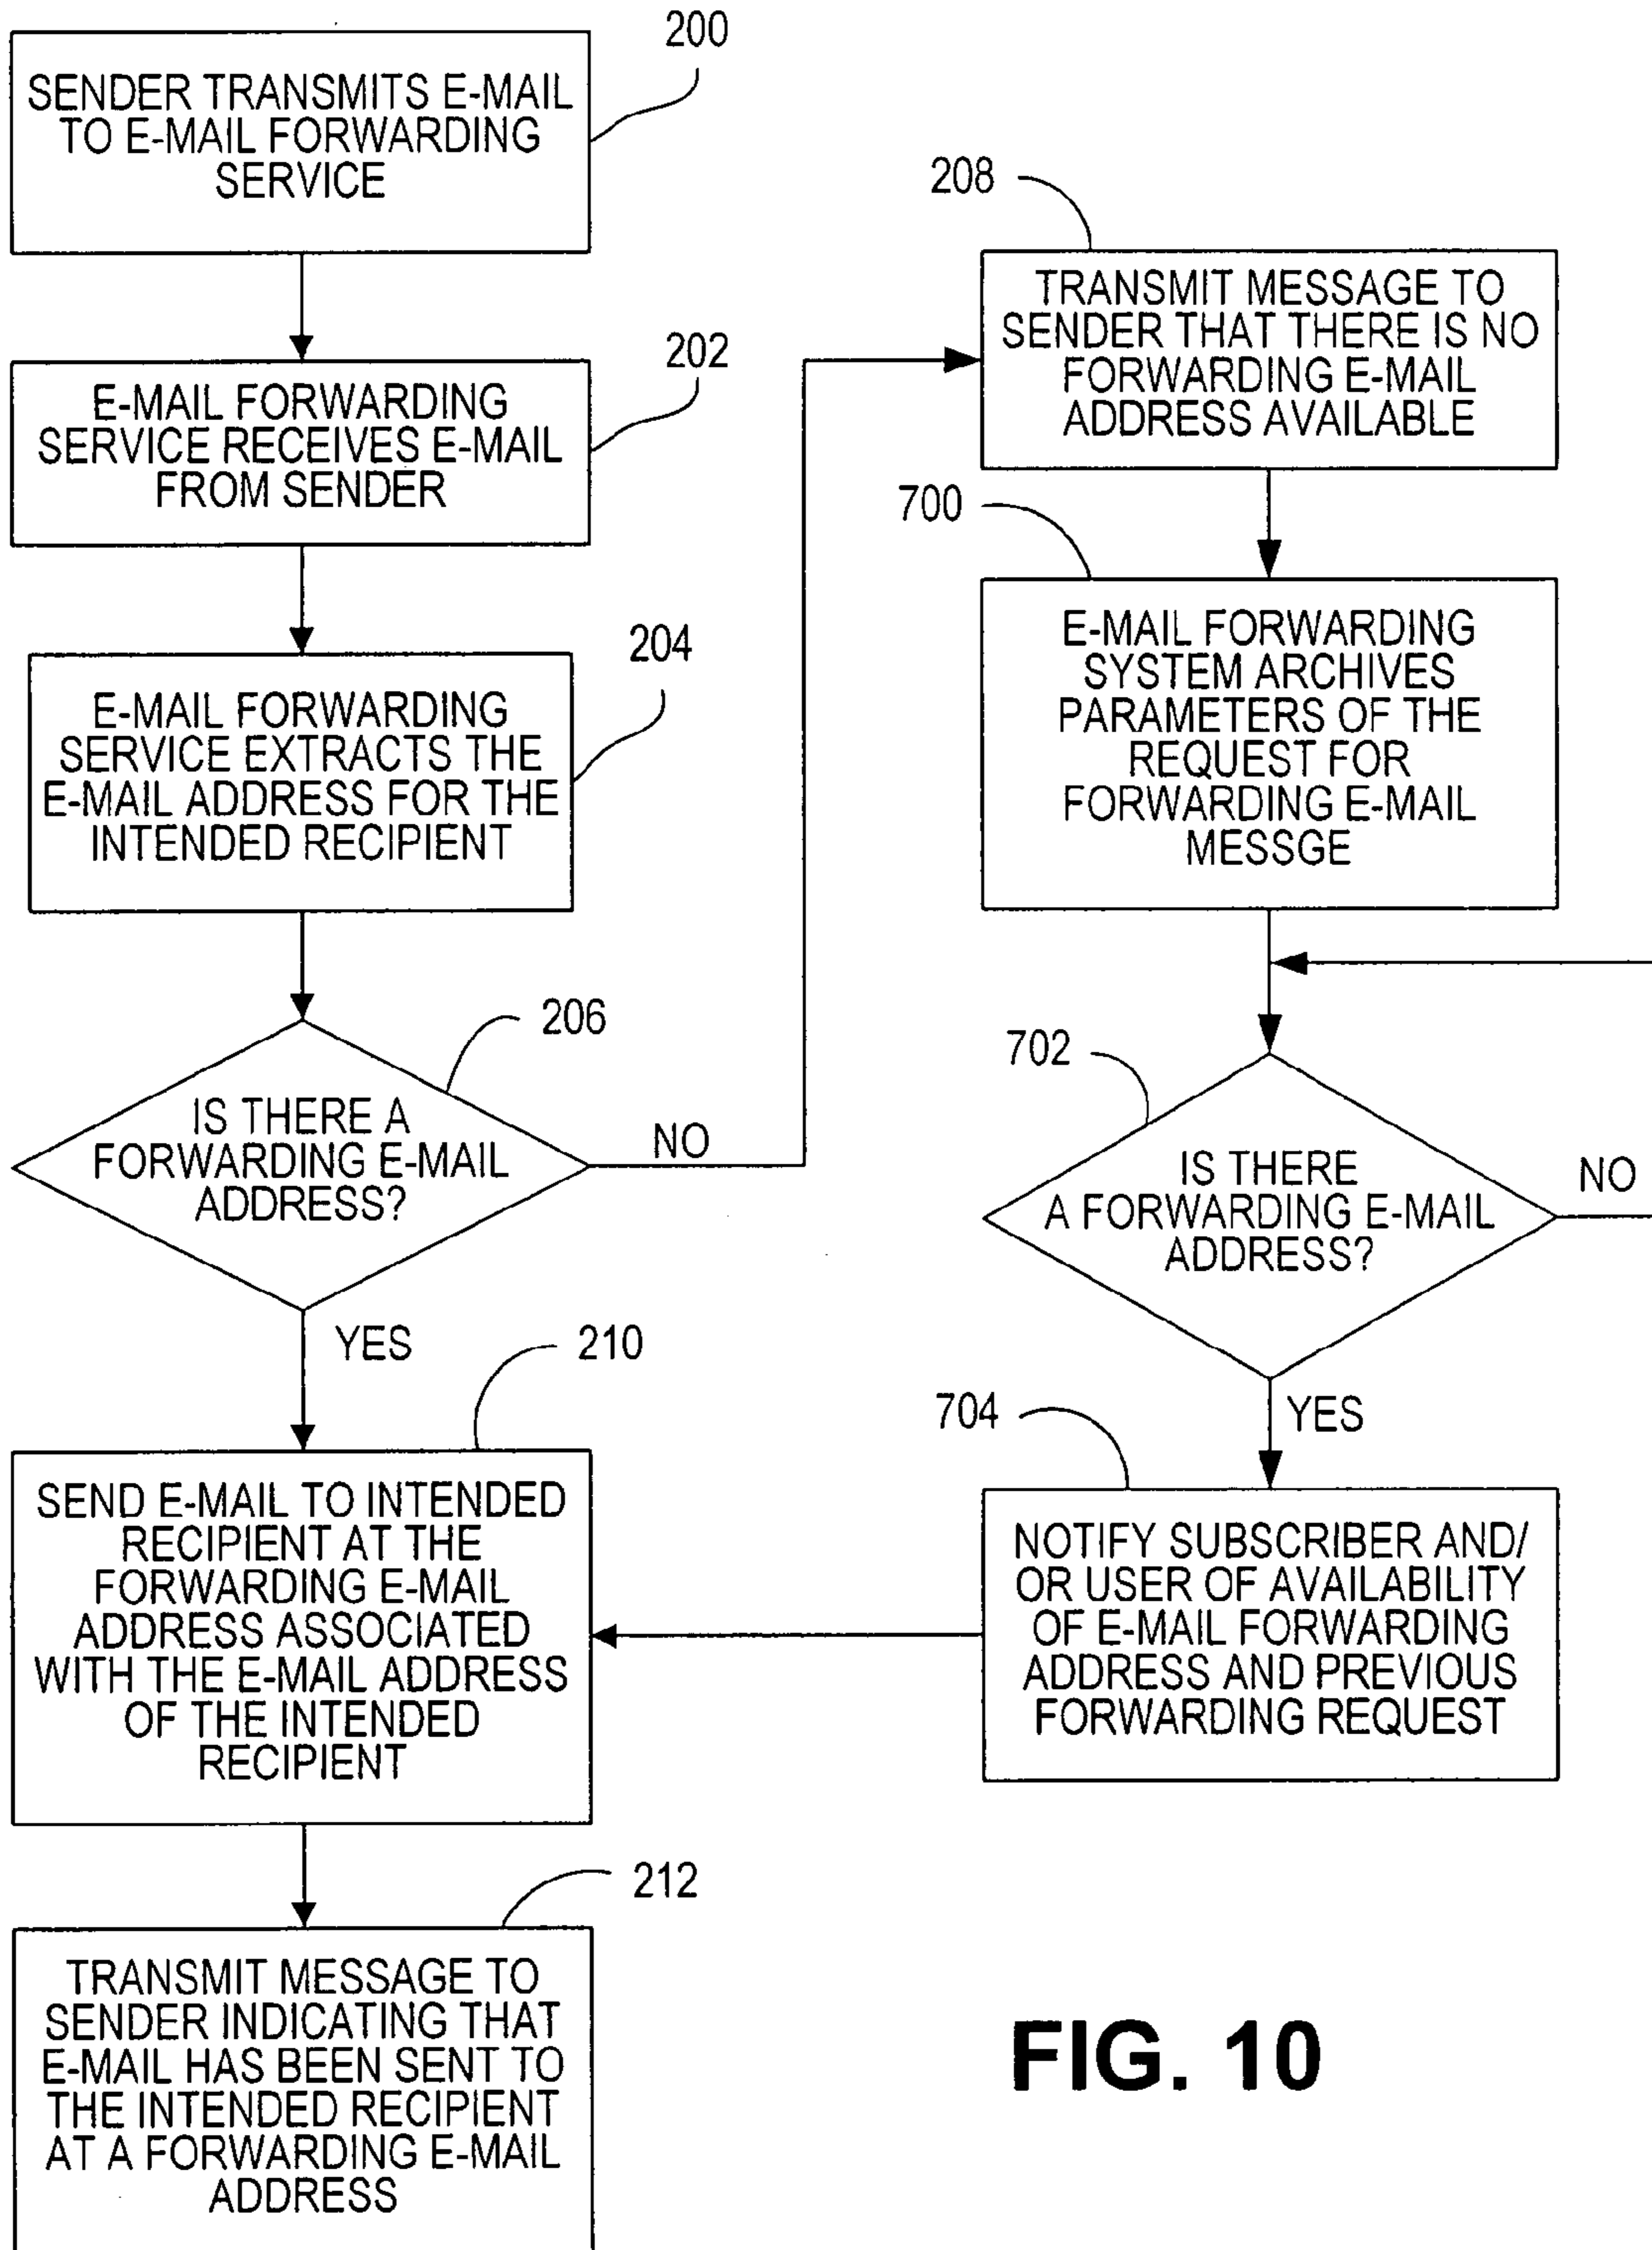 200
SENDER TRANSMITS E-MAIL
TO E-MAIL FORWARDING
SERVICE
202
E-MAIL FORWARDING
SERVICE RECEIVES E-MAIL
FROM SENDER
204
E-MAIL FORWARDING
SERVICE EXTRACTS THE
E-MAIL ADDRESS FOR THE
INTENDED RECIPIENT
206
IS THERE A
FORWARDING E-MAIL
ADDRESS?
NO
YES
210
SEND E-MAIL TO INTENDED
RECIPIENT AT THE
FORWARDING E-MAIL
ADDRESS ASSOCIATED
WITH THE E-MAIL ADDRESS
OF THE INTENDED
RECIPIENT
212
TRANSMIT MESSAGE TO
SENDER INDICATING THAT
E-MAIL HAS BEEN SENT TO
THE INTENDED RECIPIENT
AT A FORWARDING E-MAIL
ADDRESS
208
TRANSMIT MESSAGE TO
SENDER THAT THERE IS NO
FORWARDING E-MAIL
ADDRESS AVAILABLE
700
E-MAIL FORWARDING
SYSTEM ARCHIVES
PARAMETERS OF THE
REQUEST FOR
FORWARDING E-MAIL
MESSGE
702
IS THERE
A FORWARDING E-MAIL
ADDRESS?
NO
YES
704
NOTIFY SUBSCRIBER AND/
OR USER OF AVAILABILITY
OF E-MAIL FORWARDING
ADDRESS AND PREVIOUS
FORWARDING REQUEST
FIG. 10